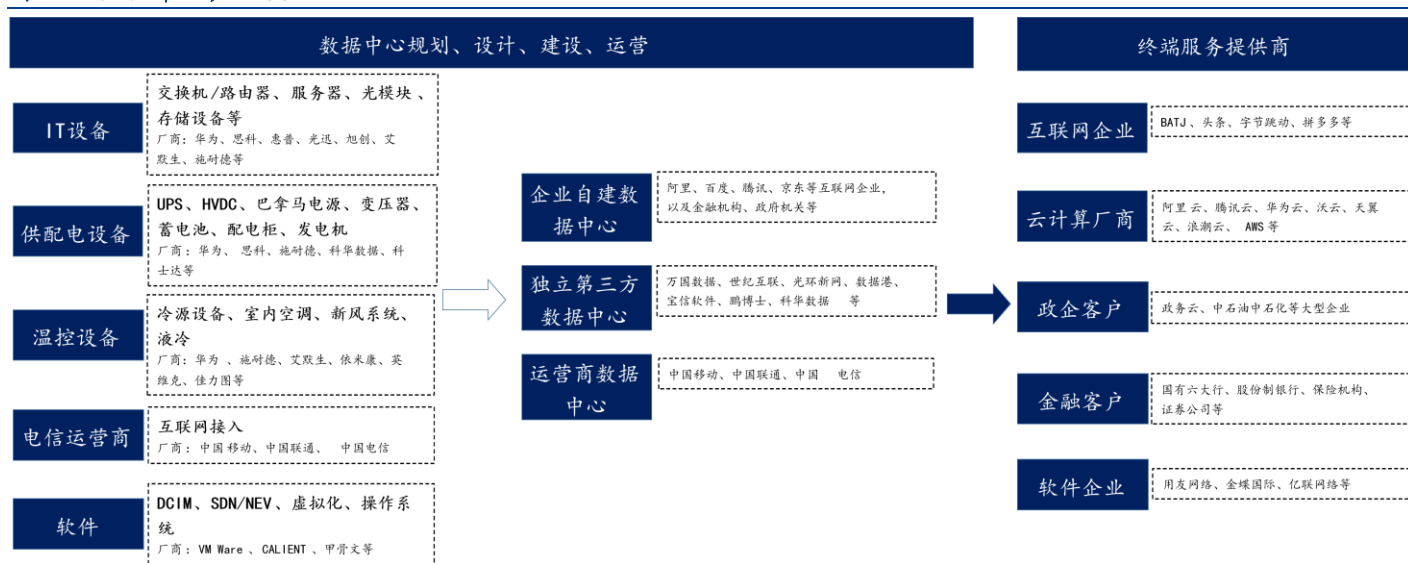 数据中心规划、设计、建设、运营
终端服务提供商
IT设备
交换机/路由器、服务器、光模块、
存储设备等
厂商：华为、思科、惠普、光迅、旭创、艾
默生、施耐德等
供配电设备
UPS、HVDC、巴拿马电源、变压器、
蓄电池、配电柜、发电机
厂商：华为、 思科、施耐德、科华数据、科
士达等
温控设备
冷源设备、室内空调、新风系统、
液冷
厂商：华为 、施耐德、艾默生、依米康、英
维克、佳力图等
电信运营商
互联网接入
厂商：中国移动、中国联通、 中国电信
软件
DCIM、SDN/NEV、虚拟化、操作系
统
厂商：VM Ware 、CALIENT 、甲骨文等
企业自建数
据中心
阿里、百度、腾讯、京东等互联网企业，
以及金融机构、政府机关等
独立第三方
数据中心
万国数据、世纪互联、光环新网、数据港、
宝信软件、鹏博士、科华数据 等
运营商数据
中心
中国移动、中国联通、中国 电信
互联网企业
BATJ、头条、字节跳动、拼多多等
云计算厂商
阿里云、腾讯云、华为云、沃云、天翼
云、浪潮云、 AWS等
政企客户
政务云、中石油中石化等大型企业
金融客户
国有六大行、股份制银行、保险机构、
证券公司等
软件企业
用友网络、金蝶国际、亿联网络等